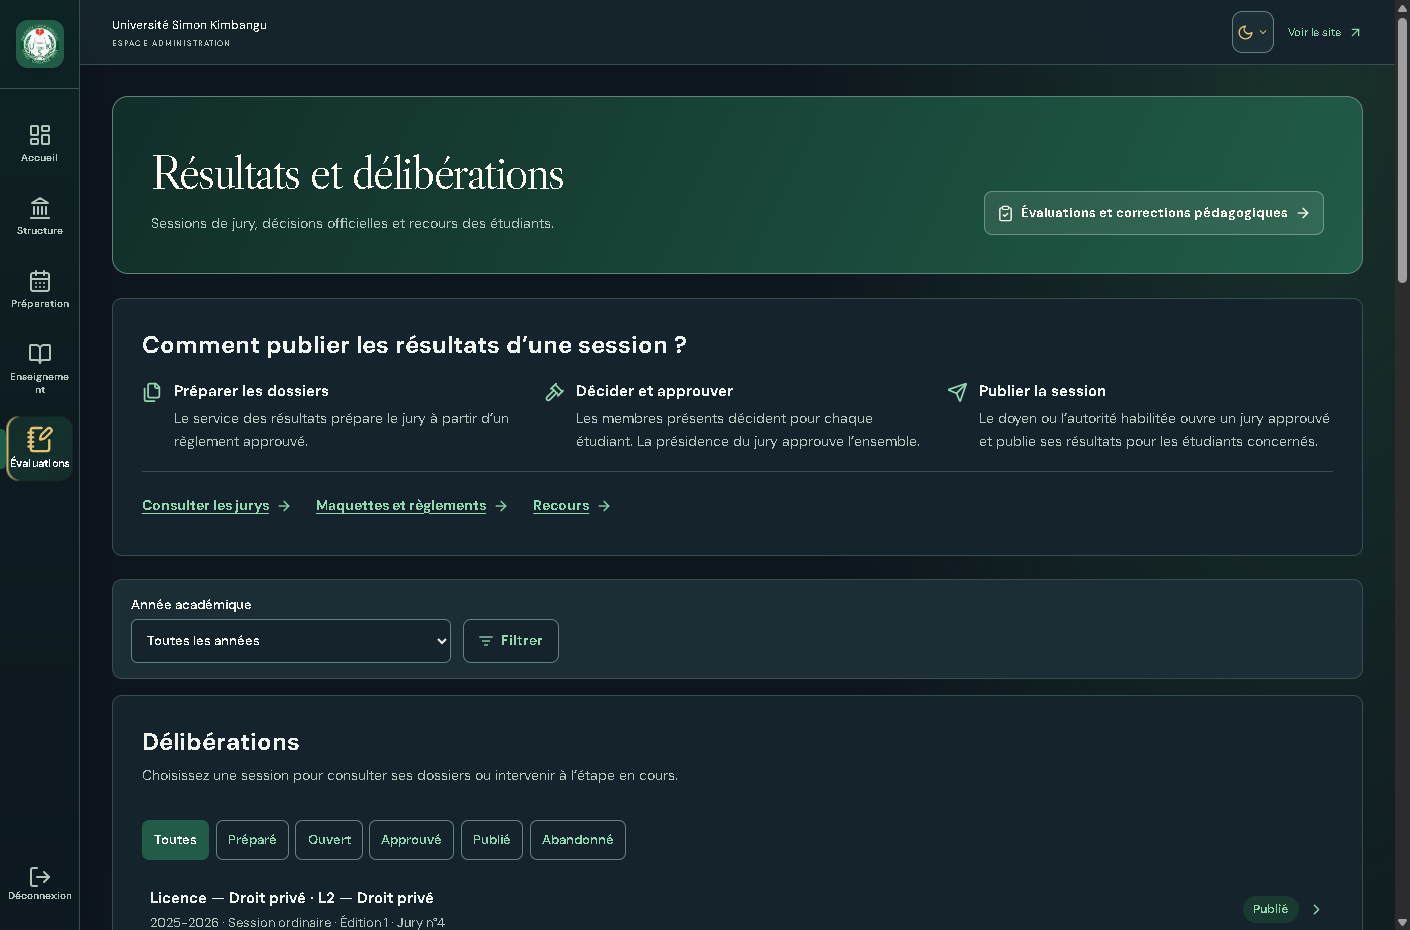 Université Simon Kimbangu
ESPACE ADMINISTRATION
Voir le site
Accueil
Structure
Préparation
Enseigneme
nt
Évaluations
Déconnexion
Résultats et délibérations
Sessions de jury, décisions officielles et recours des étudiants.
Évaluations et corrections pédagogiques
Comment publier les résultats d’une session ?
Préparer les dossiers
Le service des résultats prépare le jury à partir d’un
règlement approuvé.
Décider et approuver
Les membres présents décident pour chaque
étudiant. La présidence du jury approuve l’ensemble.
Publier la session
Le doyen ou l’autorité habilitée ouvre un jury approuvé
et publie ses résultats pour les étudiants concernés.
Consulter les jurys
Maquettes et règlements
Recours
Année académique
Toutes les années
Filtrer
Délibérations
Choisissez une session pour consulter ses dossiers ou intervenir à l’étape en cours.
Toutes
Préparé
Ouvert
Approuvé
Publié
Abandonné
Licence — Droit privé · L2 — Droit privé
2025-2026 · Session ordinaire · Édition 1 · Jury n°4
Publié